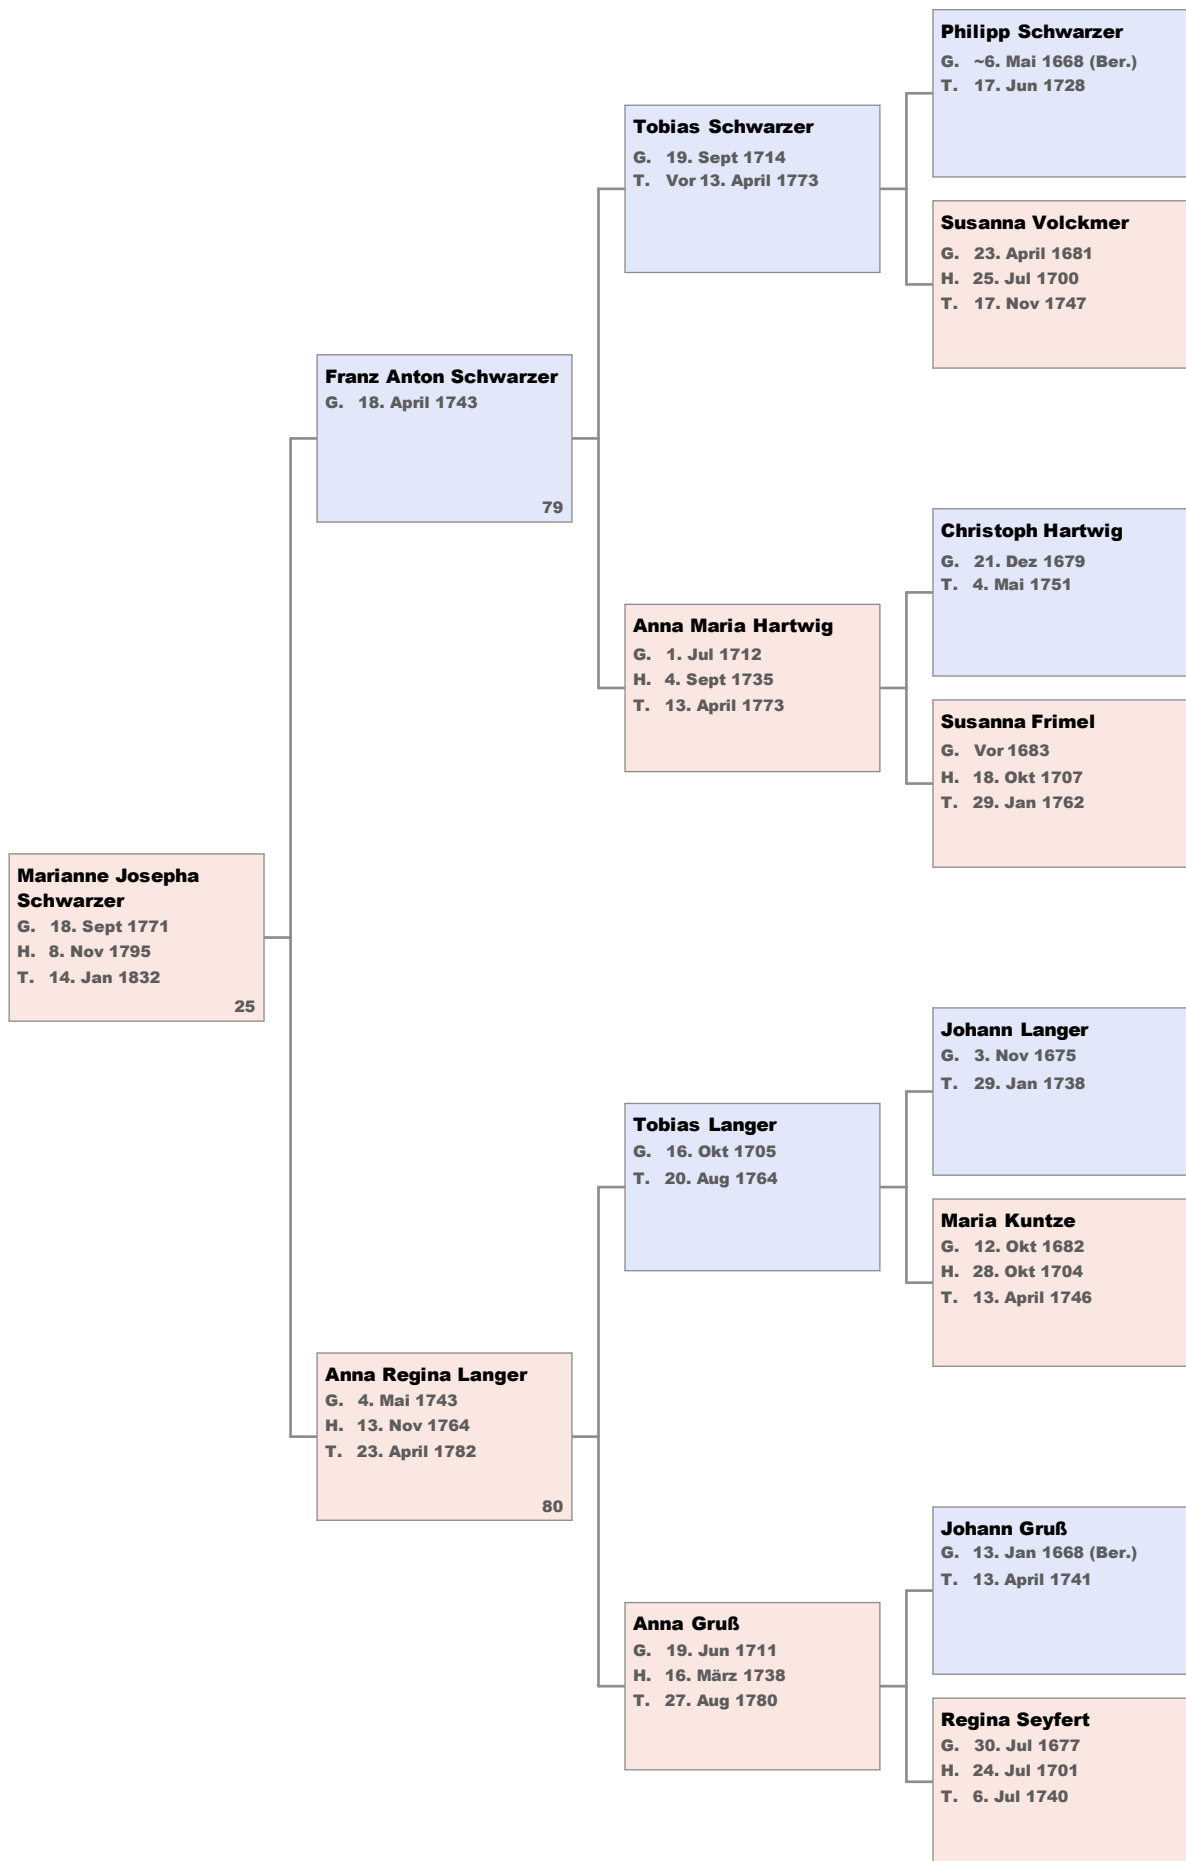 Philipp Schwarzer
G. ~6. Mai 1668 (Ber.)
T. 17. Jun 1728
Tobias Schwarzer
G. 19. Sept 1714
T. Vor 13. April 1773
Susanna Volckmer
G. 23. April 1681
H. 25. Jul 1700
T. 17. Nov 1747
Franz Anton Schwarzer
G. 18. April 1743
79
Christoph Hartwig
G. 21. Dez 1679
T. 4. Mai 1751
Anna Maria Hartwig
G. 1. Jul 1712
H. 4. Sept 1735
T. 13. April 1773
Susanna Frimel
G. Vor 1683
H. 18. Okt 1707
T. 29. Jan 1762
Marianne Josepha
Schwarzer
G. 18. Sept 1771
H. 8. Nov 1795
T. 14. Jan 1832
25
Johann Langer
G. 3. Nov 1675
T. 29. Jan 1738
Tobias Langer
G. 16. Okt 1705
T. 20. Aug 1764
Maria Kuntze
G. 12. Okt 1682
H. 28. Okt 1704
T. 13. April 1746
Anna Regina Langer
G. 4. Mai 1743
H. 13. Nov 1764
T. 23. April 1782
80
Johann Gruß
G. 13. Jan 1668 (Ber.)
T. 13. April 1741
Anna Gruß
G. 19. Jun 1711
H. 16. März 1738
T. 27. Aug 1780
Regina Seyfert
G. 30. Jul 1677
H. 24. Jul 1701
T. 6. Jul 1740